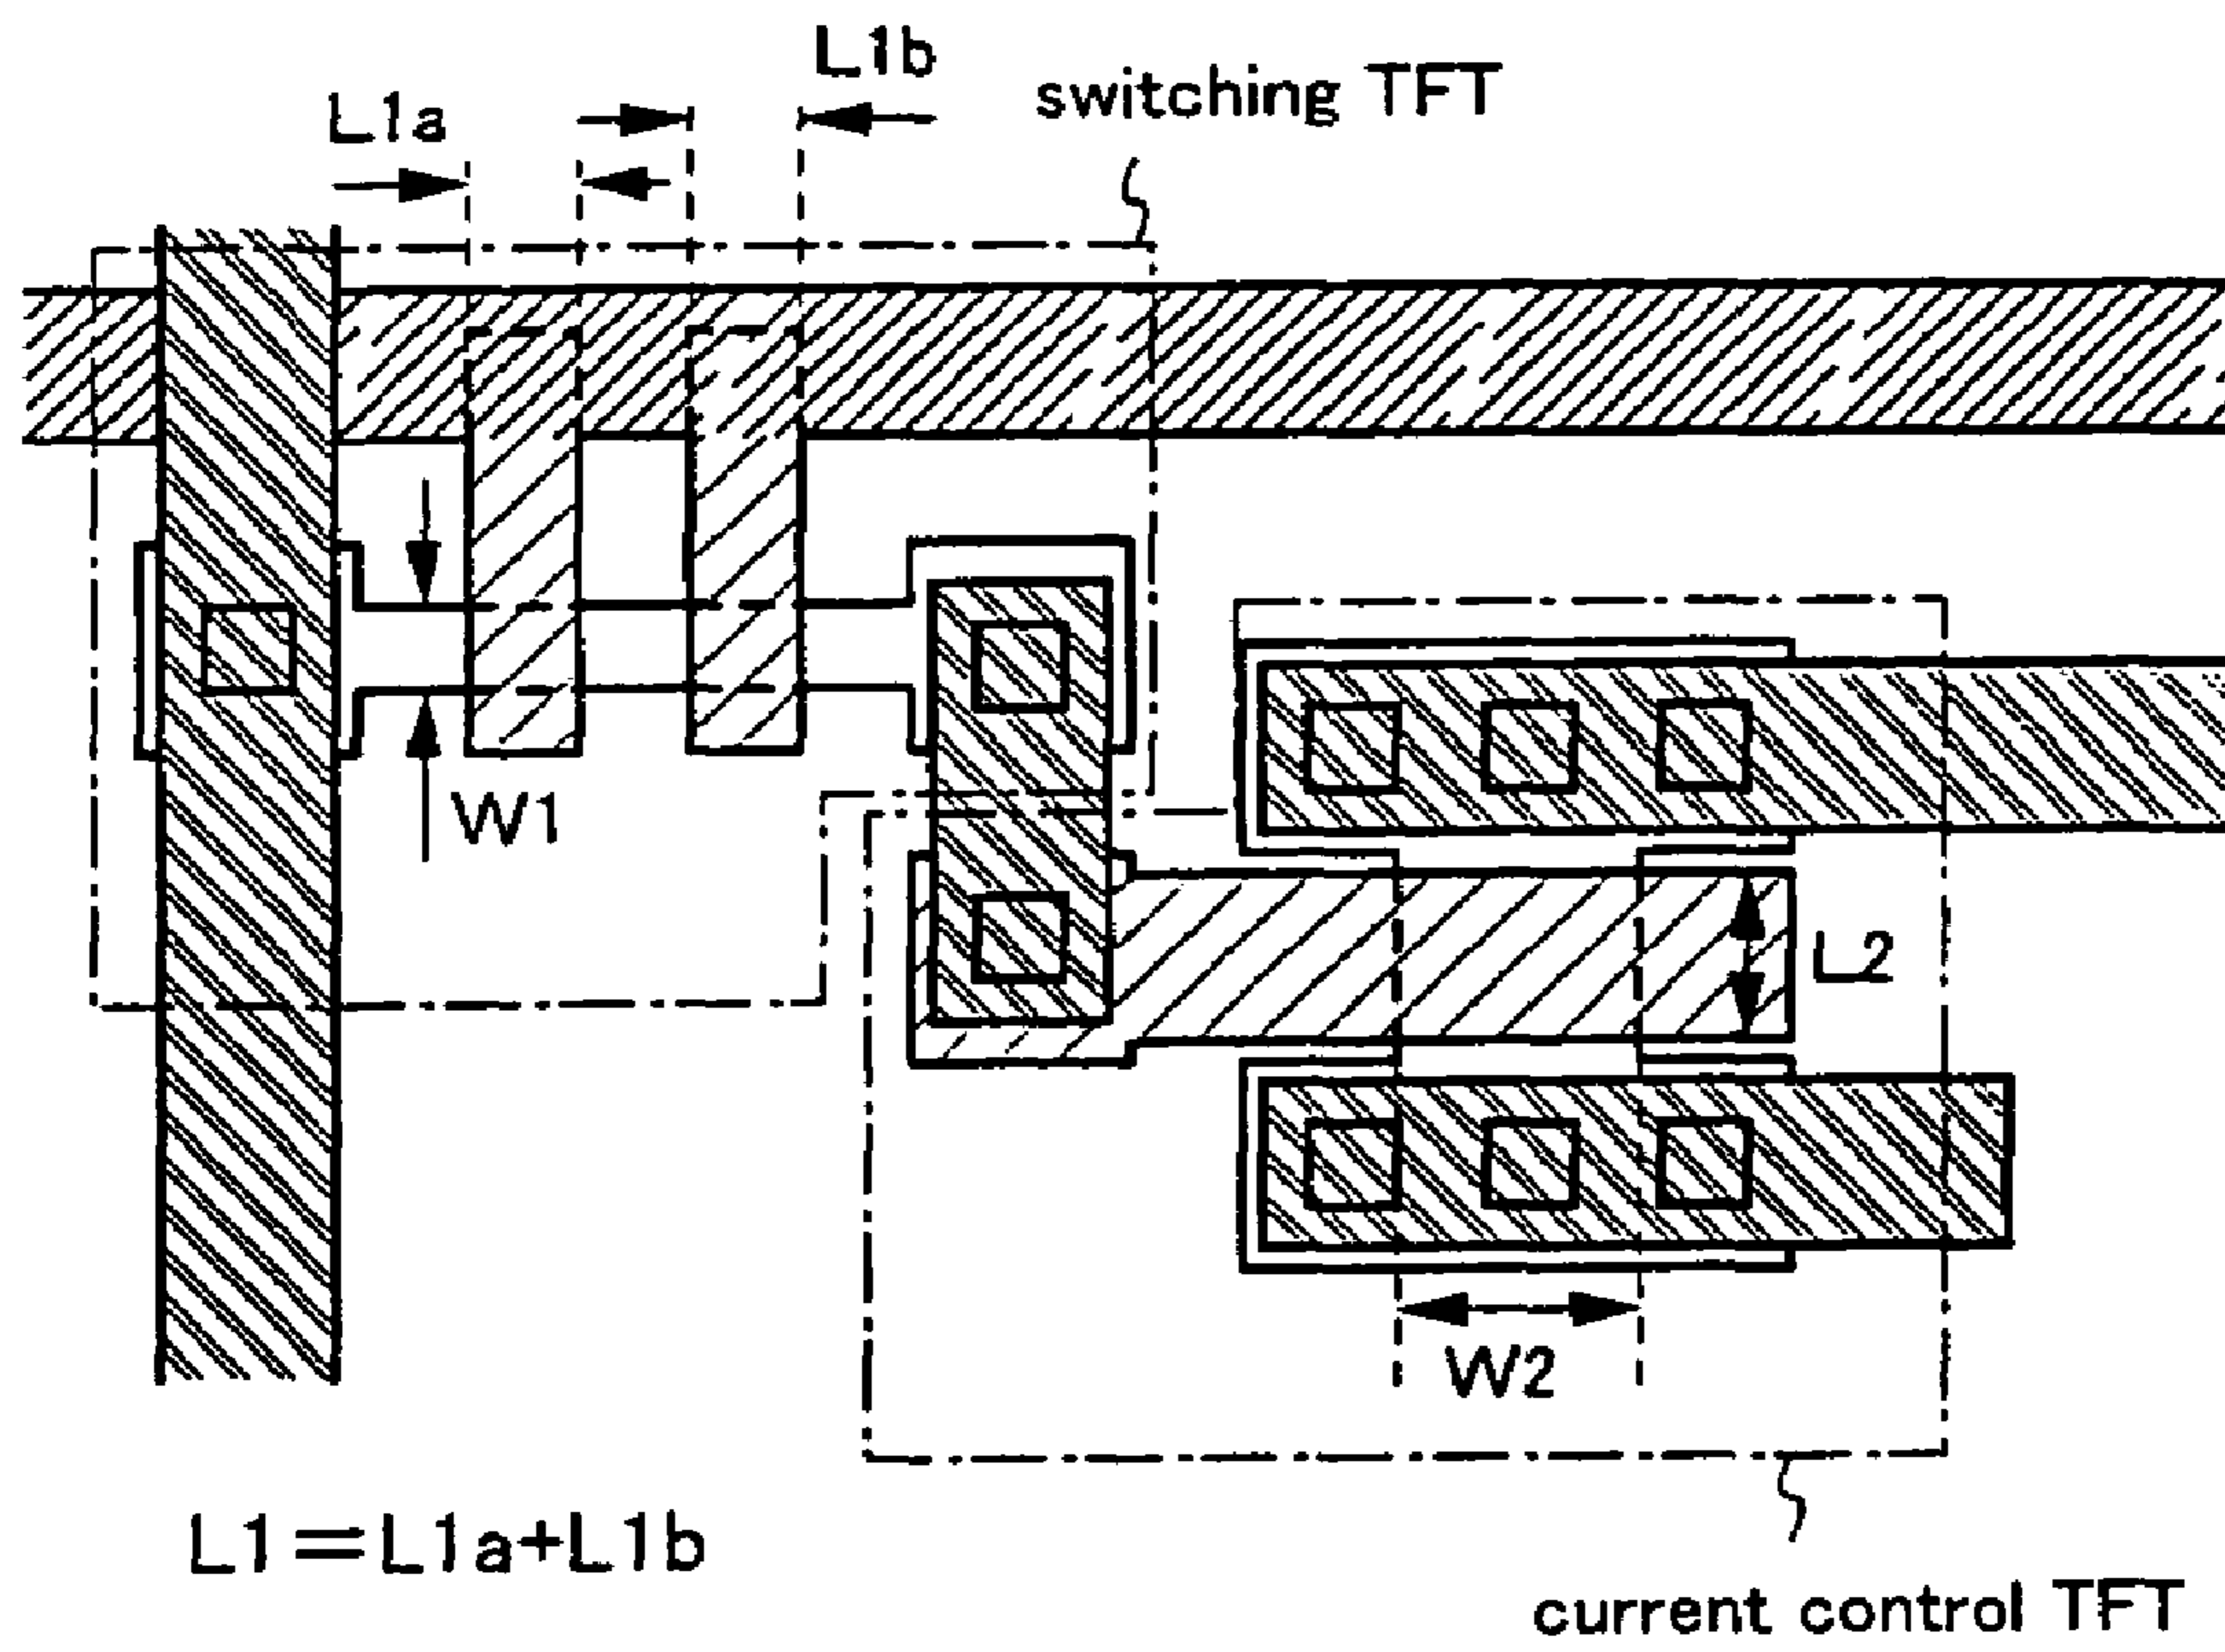 L1b
switching TFT
L1a
W1
L2
W2
L1=L1a+L1b
current control TFT